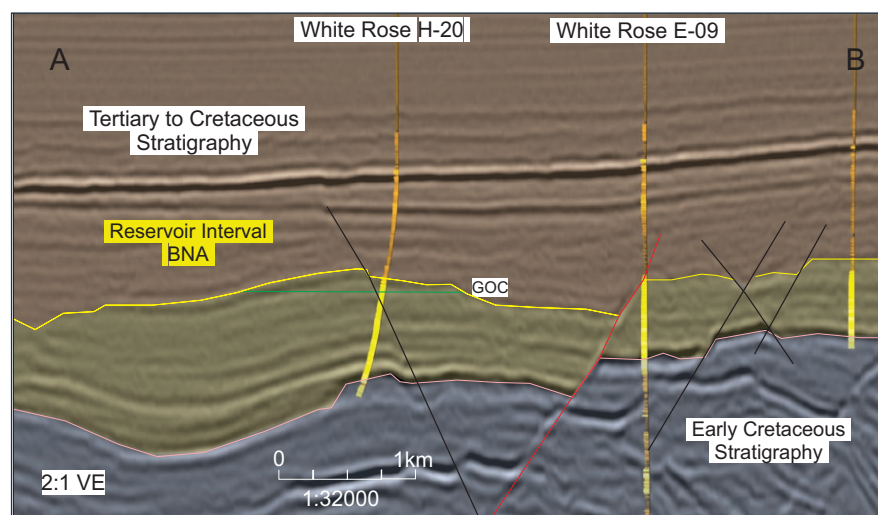 White Rose H-20
White Rose E-09
A
B
Tertiary to Cretaceous
Stratigraphy
Reservoir Interval
BNA
GOC
Early Cretaceous
Stratigraphy
0
1km
1:32000
2:1 VE